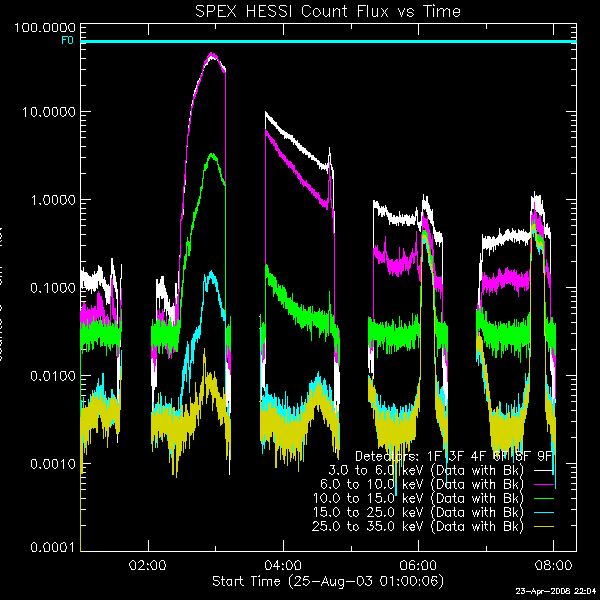 SPEX HESSI Count Flux vs Time
100.0000
F0
10.0000
1.0000
0.1000
0.0100
0.0010
0.0001
Detectors: 1F 3F 4F 6F 8F 9F
3.0 to 6.0 keV (Data with Bk)
6.0 to 10.0 keV (Data with Bk)
10.0 to 15.0 keV (Data with Bk)
15.0 to 25.0 keV (Data with Bk)
25.0 to 35.0 keV (Data with Bk)
02:00 04:00 06:00 08:00
Start Time (25-Aug-03 01:00:06)
23-Apr-2008 22:04